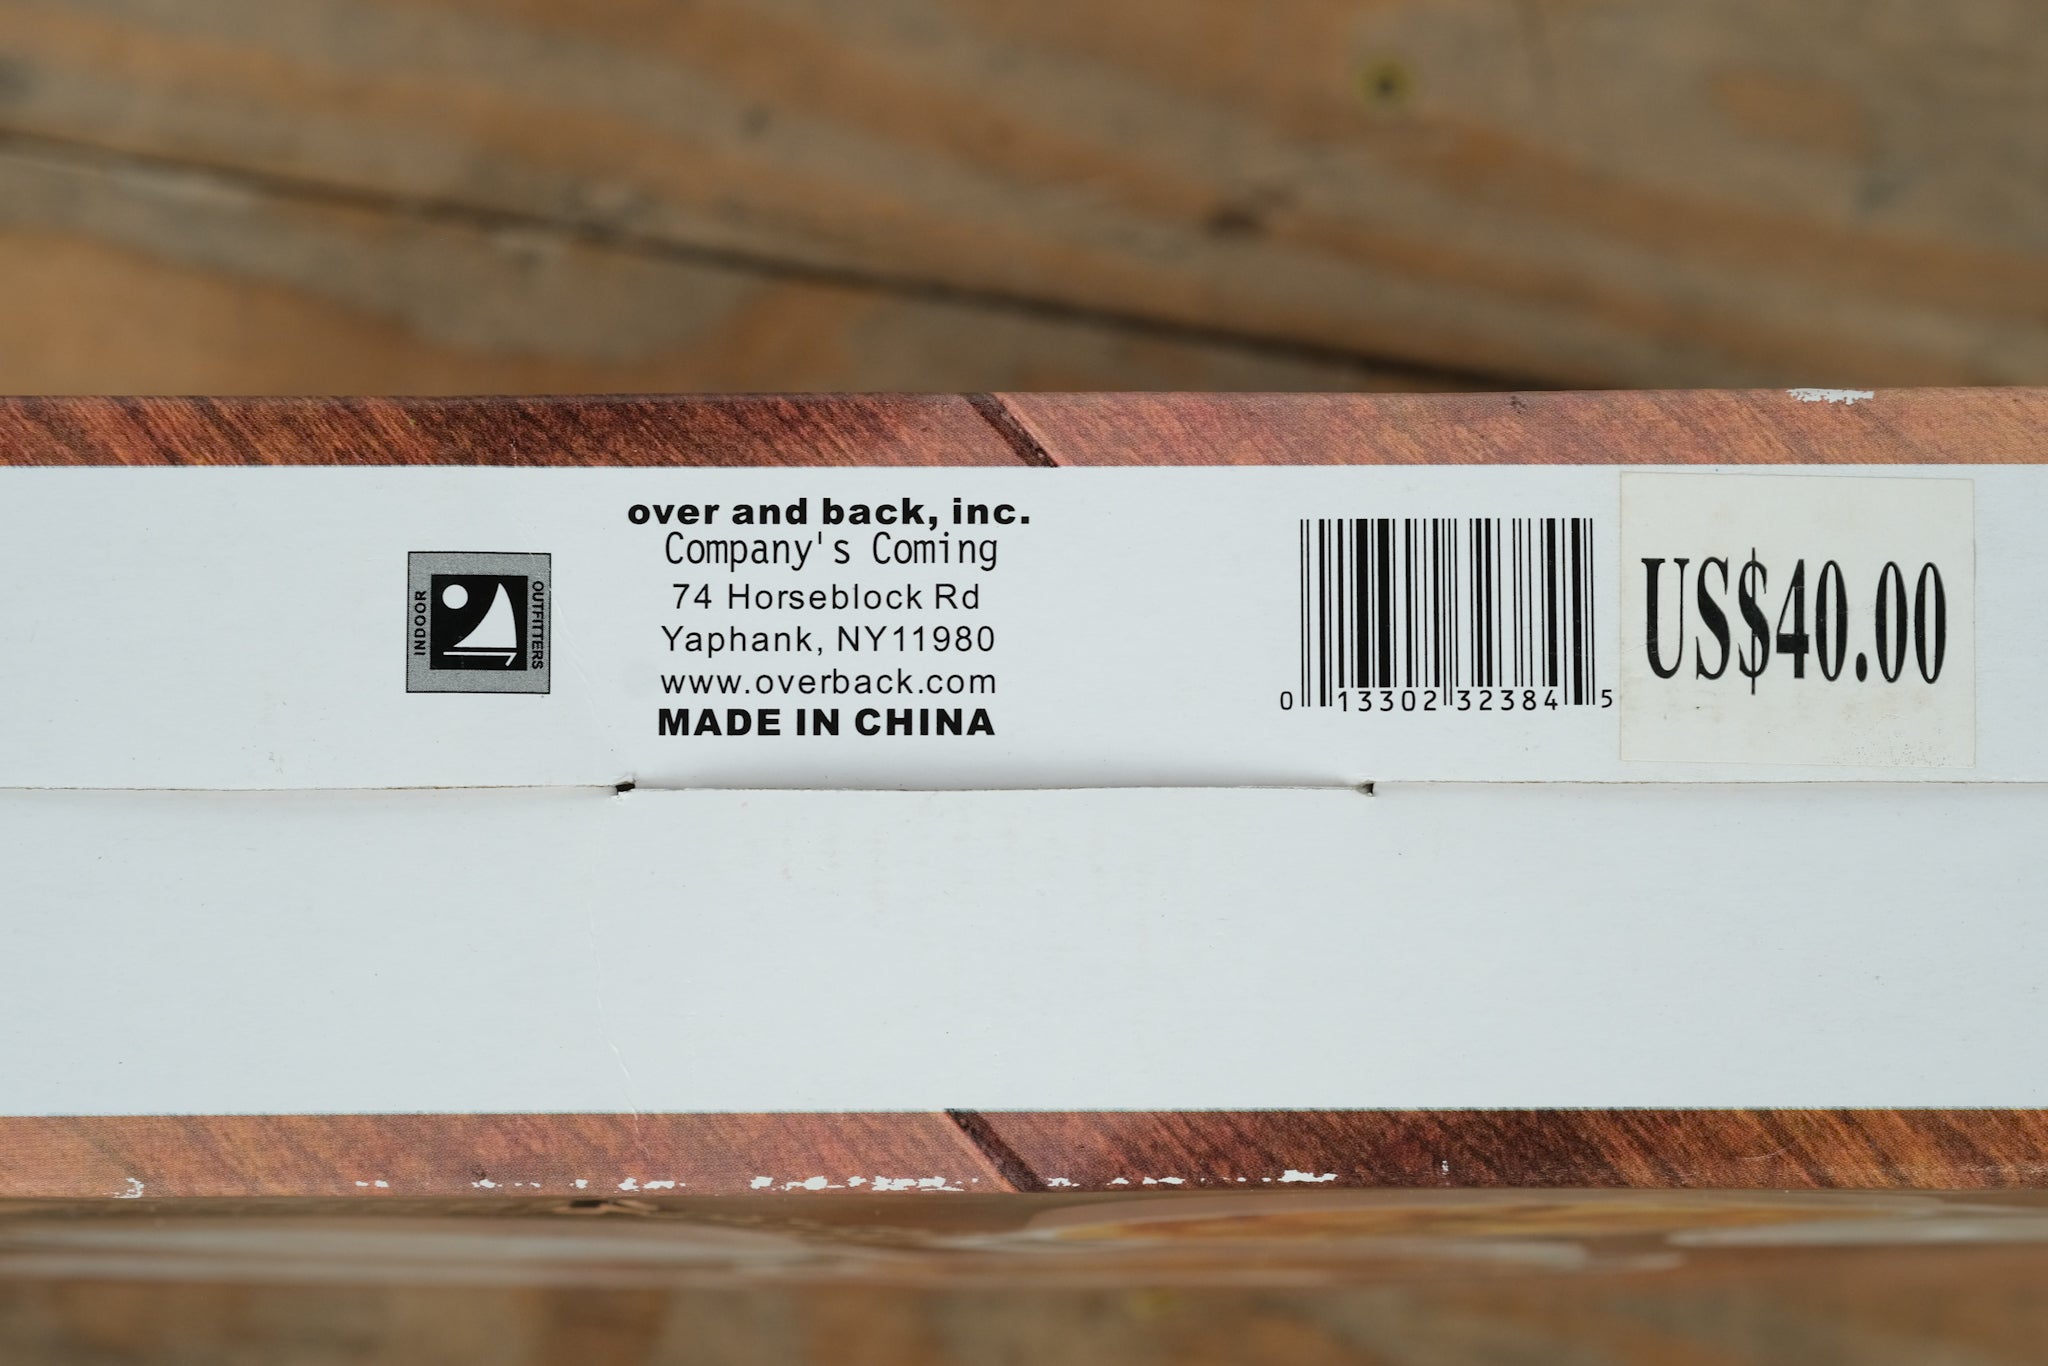 INDOOR
OUTFITTERS
over and back, inc.
Company's Coming
74 Horseblock Rd
Yaphank, NY11980
www.overback.com
MADE IN CHINA
0 13302 32384 5
US$40.00